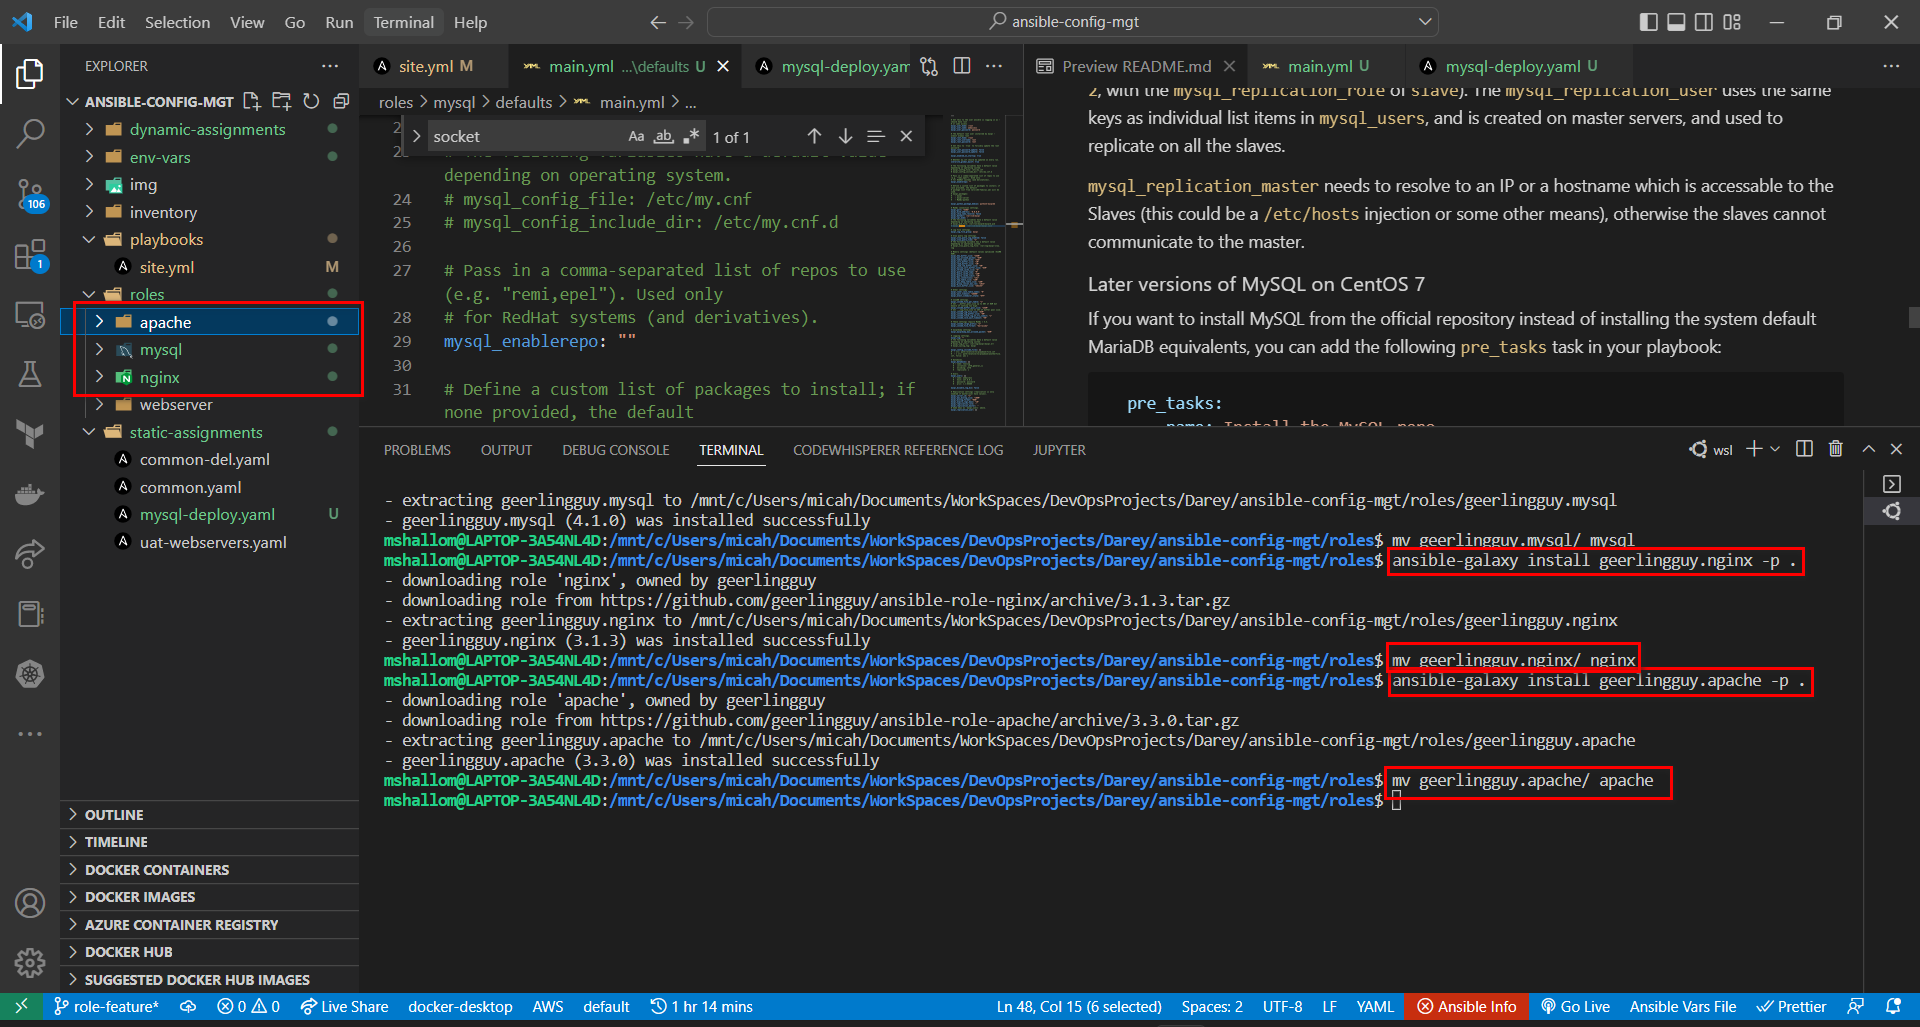 File Edit Selection View Go Run Terminal Help
ansible-config-mgt
EXPLORER
ANSIBLE-CONFIG-MGT
dynamic-assignments
env-vars
img
inventory
playbooks
site.yml M
roles
apache
mysql
nginx
webserver
static-assignments
common-del.yaml
common.yaml
mysql-deploy.yaml U
uat-webservers.yaml
OUTLINE
TIMELINE
DOCKER CONTAINERS
DOCKER IMAGES
AZURE CONTAINER REGISTRY
DOCKER HUB
SUGGESTED DOCKER HUB IMAGES
106
1
site.yml M
main.yml ...\defaults U
mysql-deploy.yam
roles > mysql > defaults > main.yml > ...
socket Aa ab 1 of 1
depending on operating system.
24 # mysql_config_file: /etc/my.cnf
25 # mysql_config_include_dir: /etc/my.cnf.d
26
27 # Pass in a comma-separated list of repos to use
(e.g. "remi,epel"). Used only
28 # for RedHat systems (and derivatives).
29 mysql_enablerepo: ""
30
31 # Define a custom list of packages to install; if
none provided, the default
Preview README.md
main.yml U
mysql-deploy.yaml U
2, with the mysql_replication_role of slave). The mysql_replication_user uses the same
keys as individual list items in mysql_users, and is created on master servers, and used to
replicate on all the slaves.
mysql_replication_master needs to resolve to an IP or a hostname which is accessable to the
Slaves (this could be a /etc/hosts injection or some other means), otherwise the slaves cannot
communicate to the master.
Later versions of MySQL on CentOS 7
If you want to install MySQL from the official repository instead of installing the system default
MariaDB equivalents, you can add the following pre_tasks task in your playbook:
pre_tasks:
name: Install the MySQL repo
PROBLEMS OUTPUT DEBUG CONSOLE TERMINAL CODEWHISPERER REFERENCE LOG JUPYTER
wsl
- extracting geerlingguy.mysql to /mnt/c/Users/micah/Documents/WorkSpaces/DevOpsProjects/Darey/ansible-config-mgt/roles/geerlingguy.mysql
- geerlingguy.mysql (4.1.0) was installed successfully
mshallom@LAPTOP-3A54NL4D:/mnt/c/Users/micah/Documents/WorkSpaces/DevOpsProjects/Darey/ansible-config-mgt/roles$ mv geerlingguy.mysql/ mysql
mshallom@LAPTOP-3A54NL4D:/mnt/c/Users/micah/Documents/WorkSpaces/DevOpsProjects/Darey/ansible-config-mgt/roles$ ansible-galaxy install geerlingguy.nginx -p .
- downloading role 'nginx', owned by geerlingguy
- downloading role from https://github.com/geerlingguy/ansible-role-nginx/archive/3.1.3.tar.gz
- extracting geerlingguy.nginx to /mnt/c/Users/micah/Documents/WorkSpaces/DevOpsProjects/Darey/ansible-config-mgt/roles/geerlingguy.nginx
- geerlingguy.nginx (3.1.3) was installed successfully
mshallom@LAPTOP-3A54NL4D:/mnt/c/Users/micah/Documents/WorkSpaces/DevOpsProjects/Darey/ansible-config-mgt/roles$ mv geerlingguy.nginx/ nginx
mshallom@LAPTOP-3A54NL4D:/mnt/c/Users/micah/Documents/WorkSpaces/DevOpsProjects/Darey/ansible-config-mgt/roles$ ansible-galaxy install geerlingguy.apache -p .
- downloading role 'apache', owned by geerlingguy
- downloading role from https://github.com/geerlingguy/ansible-role-apache/archive/3.3.0.tar.gz
- extracting geerlingguy.apache to /mnt/c/Users/micah/Documents/WorkSpaces/DevOpsProjects/Darey/ansible-config-mgt/roles/geerlingguy.apache
- geerlingguy.apache (3.3.0) was installed successfully
mshallom@LAPTOP-3A54NL4D:/mnt/c/Users/micah/Documents/WorkSpaces/DevOpsProjects/Darey/ansible-config-mgt/roles$ mv geerlingguy.apache/ apache
mshallom@LAPTOP-3A54NL4D:/mnt/c/Users/micah/Documents/WorkSpaces/DevOpsProjects/Darey/ansible-config-mgt/roles$
role-feature* 0 0 Live Share docker-desktop AWS default 1 hr 14 mins Ln 48, Col 15 (6 selected) Spaces: 2 UTF-8 LF YAML Ansible Info Go Live Ansible Vars File Prettier